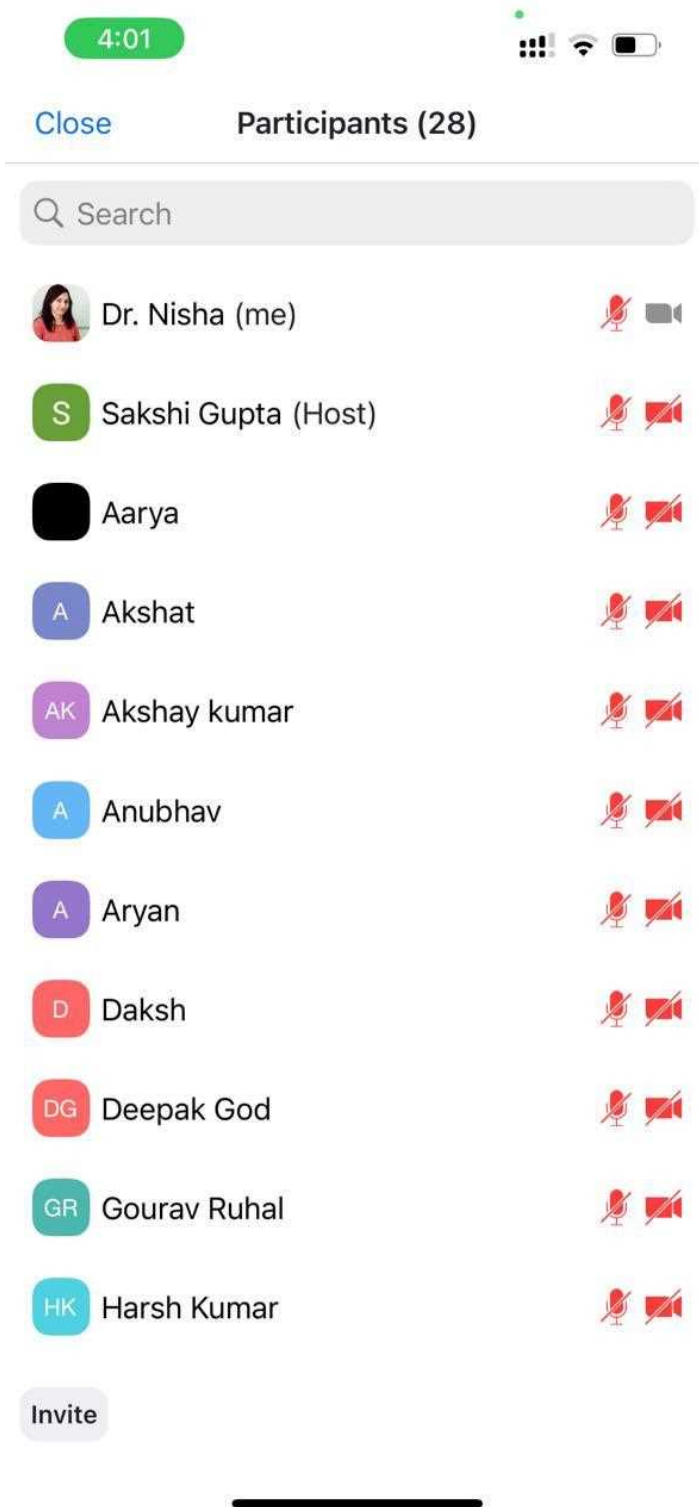 4:01
Close Participants (28)
Search
Dr. Nisha (me)
S Sakshi Gupta (Host)
Aarya
A Akshat
AK Akshay kumar
A Anubhav
A Aryan
D Daksh
DG Deepak God
GR Gourav Ruhal
HK Harsh Kumar
Invite